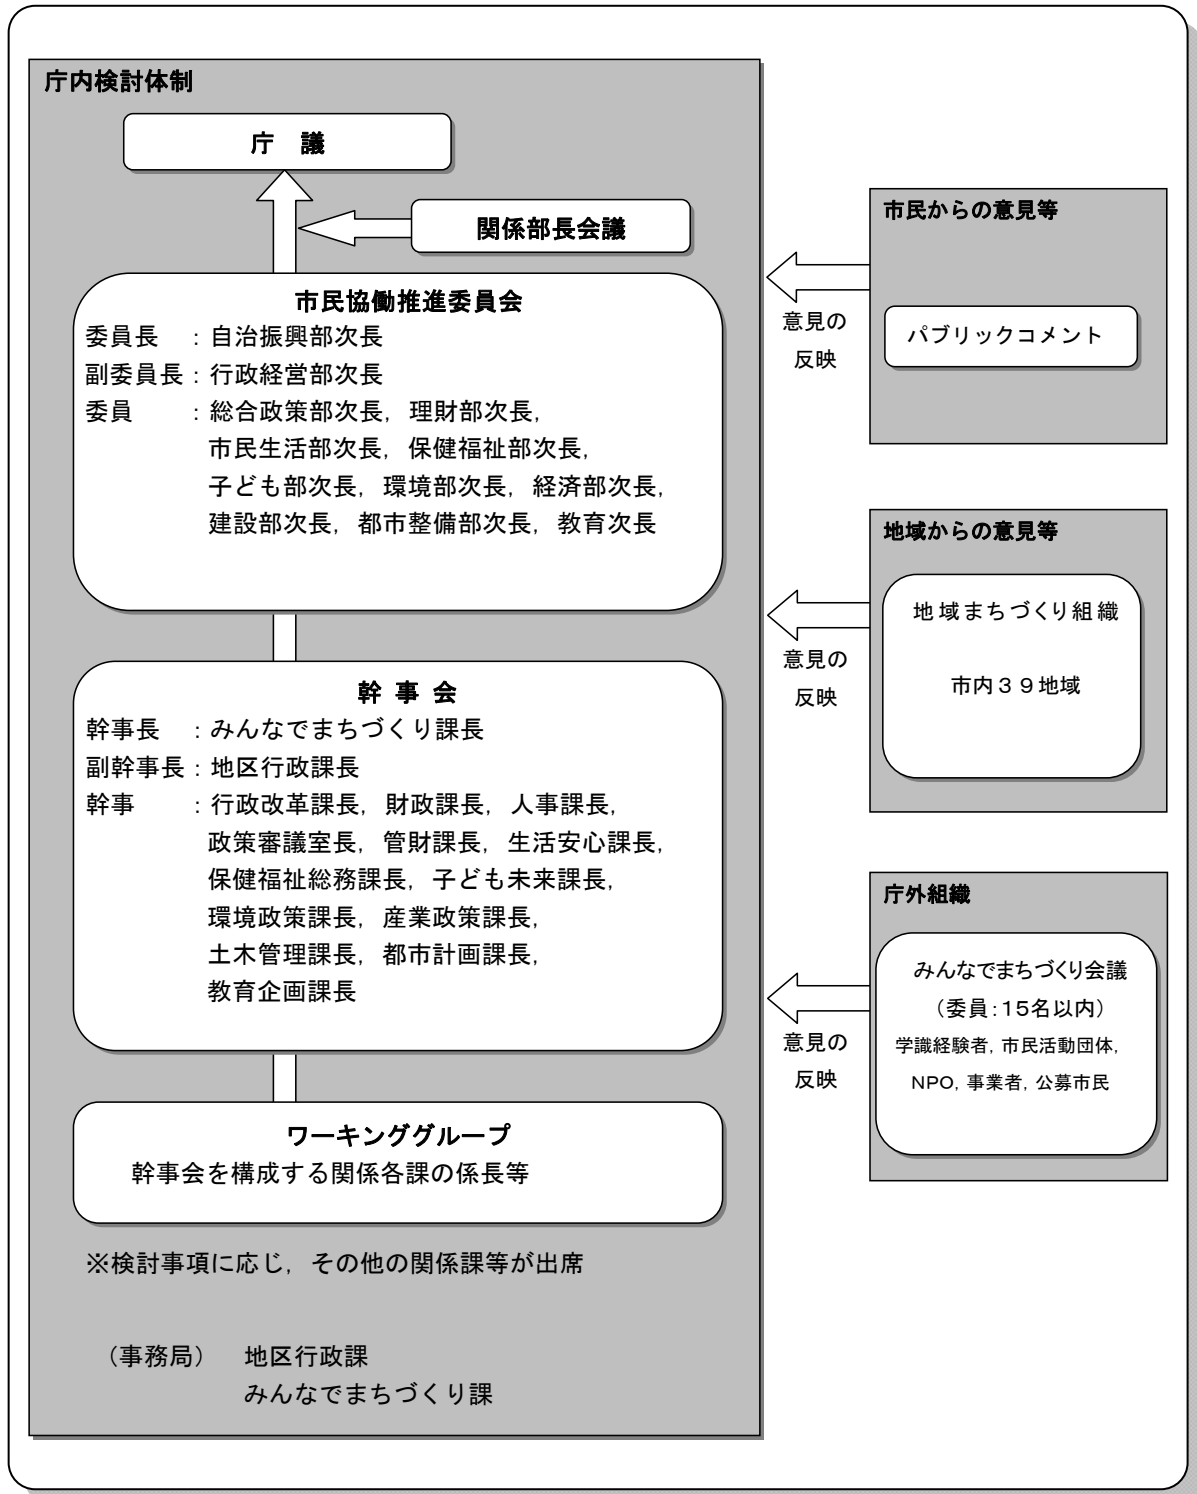 庁内検討体制
庁　議
関係部長会議
市民協働推進委員会
委員長　：自治振興部次長
副委員長：行政経営部次長
委員　　：総合政策部次長，理財部次長，
市民生活部次長，保健福祉部次長，
子ども部次長，環境部次長，経済部次長，
建設部次長，都市整備部次長，教育次長
幹 事 会
幹事長　：みんなでまちづくり課長
副幹事長：地区行政課長
幹事　　：行政改革課長，財政課長，人事課長，
政策審議室長，管財課長，生活安心課長，
保健福祉総務課長，子ども未来課長，
環境政策課長，産業政策課長，
土木管理課長，都市計画課長，
教育企画課長
ワーキンググループ
幹事会を構成する関係各課の係長等
※検討事項に応じ，その他の関係課等が出席
（事務局）　地区行政課
みんなでまちづくり課
市民からの意見等
パブリックコメント
意見の
反映
地域からの意見等
地域まちづくり組織
市内３９地域
意見の
反映
庁外組織
みんなでまちづくり会議
（委員：15名以内）
学識経験者，市民活動団体，
NPO，事業者，公募市民
意見の
反映